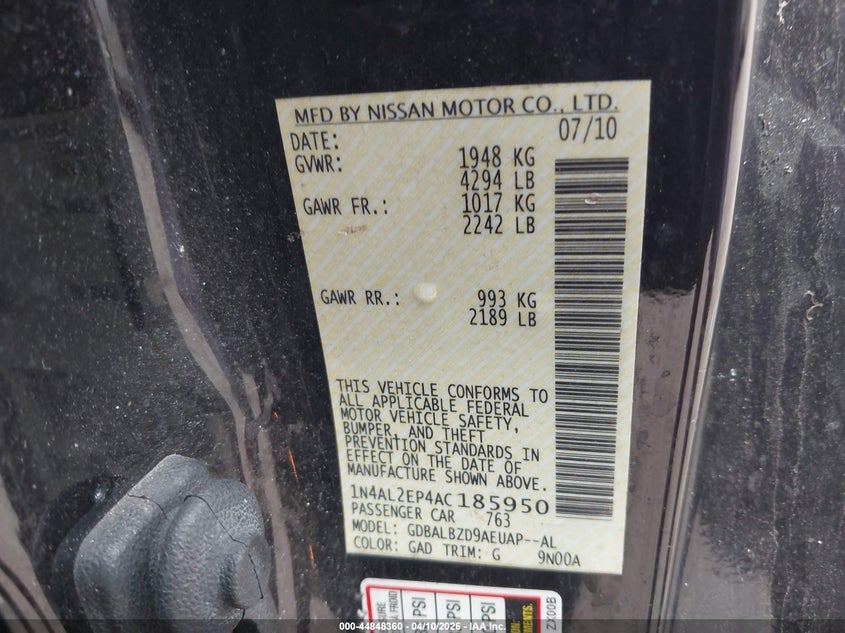 MFD BY NISSAN MOTOR CO., LTD.
DATE: 07/10
GVWR: 1948 KG
4294 LB
GAWR FR.: 1017 KG
2242 LB
GAWR RR.: 993 KG
2189 LB
THIS VEHICLE CONFORMS TO
ALL APPLICABLE FEDERAL
MOTOR VEHICLE SAFETY,
BUMPER, AND THEFT
PREVENTION STANDARDS IN
EFFECT ON THE DATE OF
MANUFACTURE SHOWN ABOVE.
1N4AL2EP4AC185950
PASSENGER CAR 763
MODEL: GDBALBZD9AEUAP--AL
COLOR: GAD TRIM: G 9N00A
PSI
PSI
PSI
ZX00B
000-44848360 - 04/10/2026 - IAA Inc.